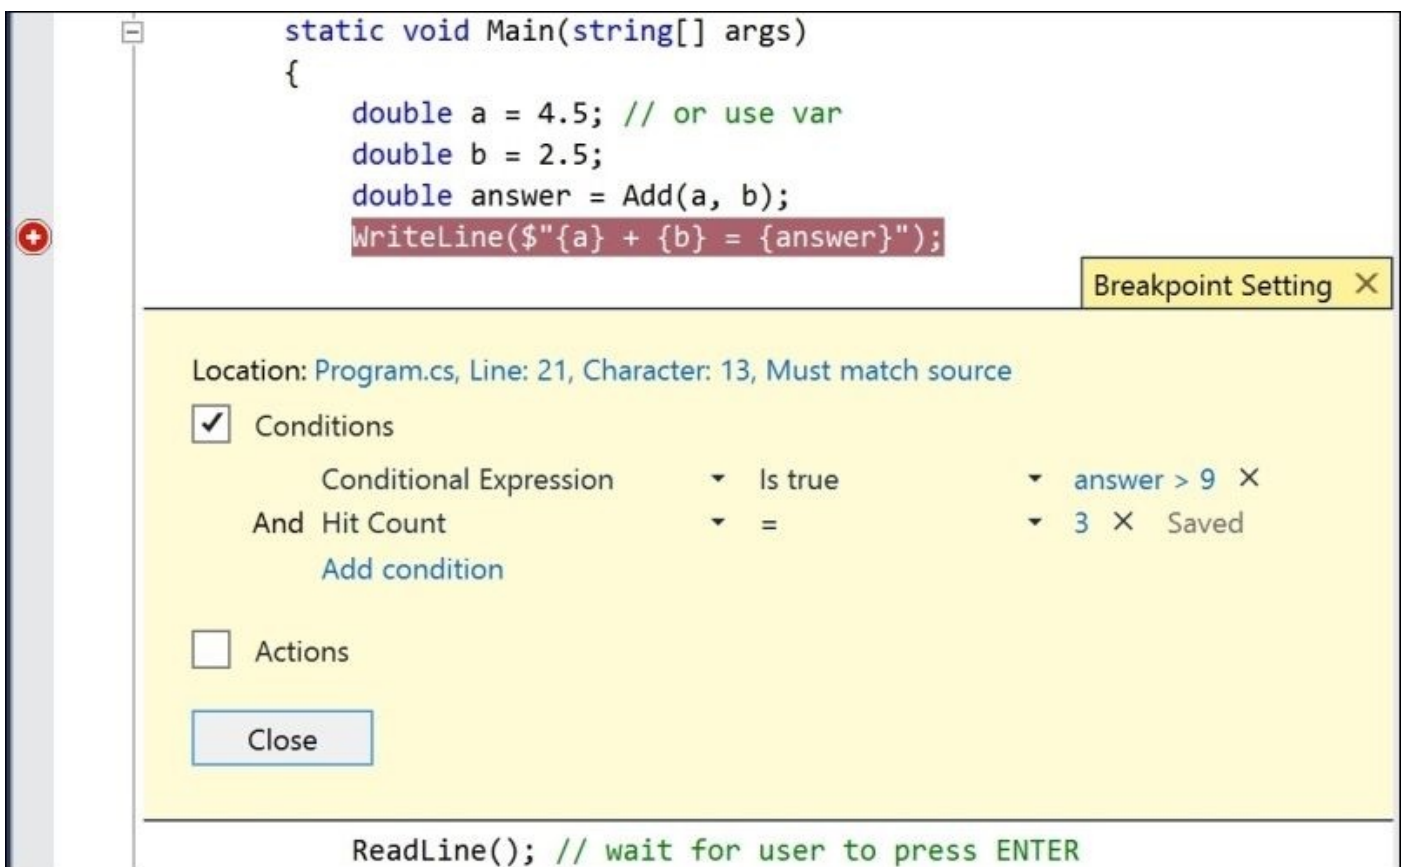 static void Main(string[] args)
{
double a = 4.5; // or use var
double b = 2.5;
double answer = Add(a, b);
WriteLine($"{a} + {b} = {answer}");
Breakpoint Setting ×
Location: Program.cs, Line: 21, Character: 13, Must match source
Conditions
Conditional Expression Is true answer > 9 ×
And Hit Count = 3 × Saved
Add condition
Actions
Close
ReadLine(); // wait for user to press ENTER